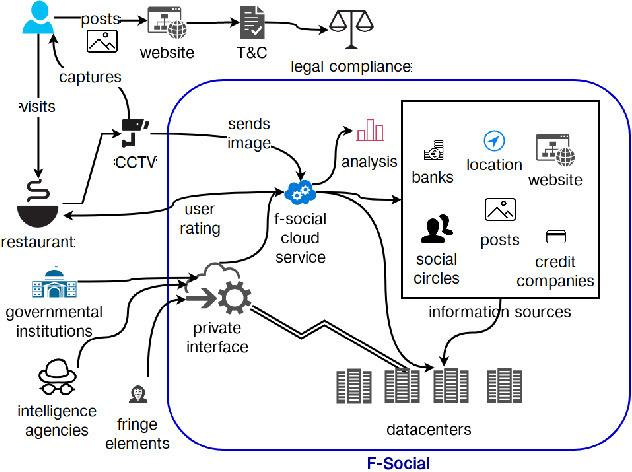 posts
website
T&C
legal compliance:
captures
:visits
:CCTV:
sends
image
analysis
banks
location
website
restaurant:
user
rating
f-social
cloud
service
social
circles
posts
credit
companies
information sources
governmental
institutions
private
interface
intelligence
agencies
fringe
elements
datacenters
F-Social